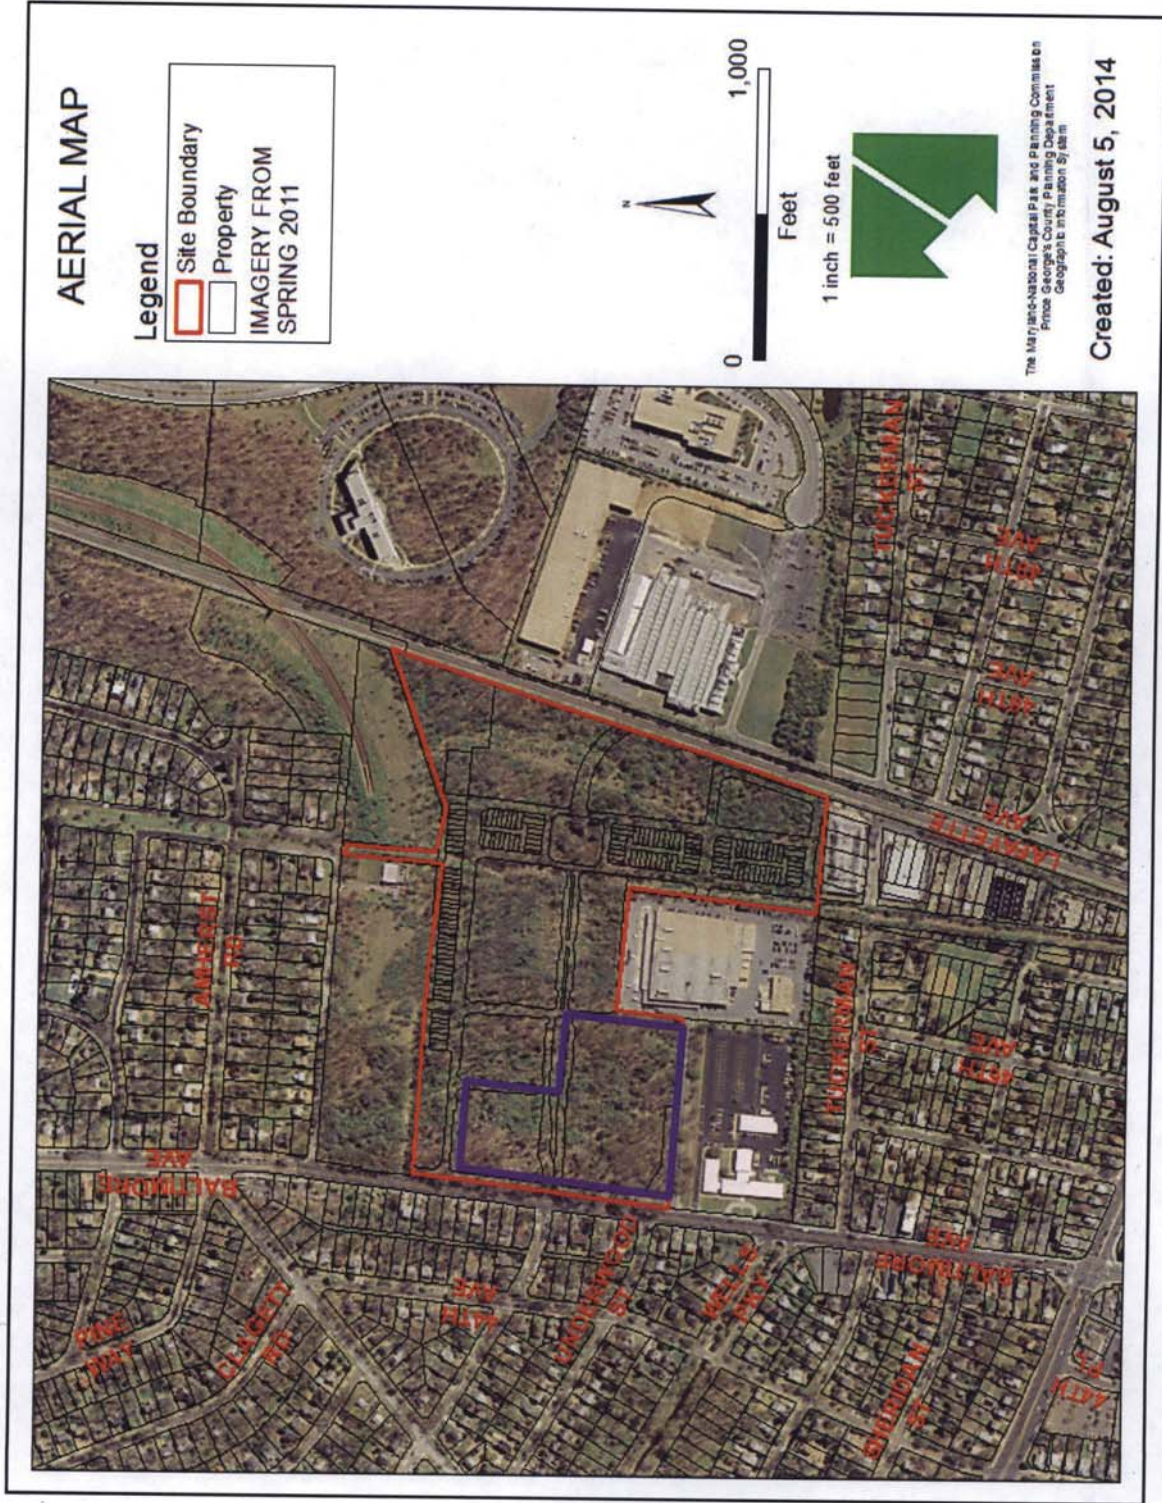 AERIAL MAP
Legend
Site Boundary
Property
IMAGERY FROM
SPRING 2011
N
0
1,000
Feet
1 inch = 500 feet
The Maryland-National Capital Park and Planning Commission
Prince George's County Planning Department
Geographic Information System
Created: August 5, 2014
PINE
WAY
CLAGETT
RD
BALTIMORE
AVE
AMHERST
RD
44TH
AVE
UNDERWOOD
ST
WELLS
PKY
SHERIDAN
ST
44TH
PL
BALTIMORE
AVE
TUCKERMAN
ST
46TH
AVE
LAFAYETTE
AVE
48TH
AVE
49TH
AVE
TUCKERMAN
ST